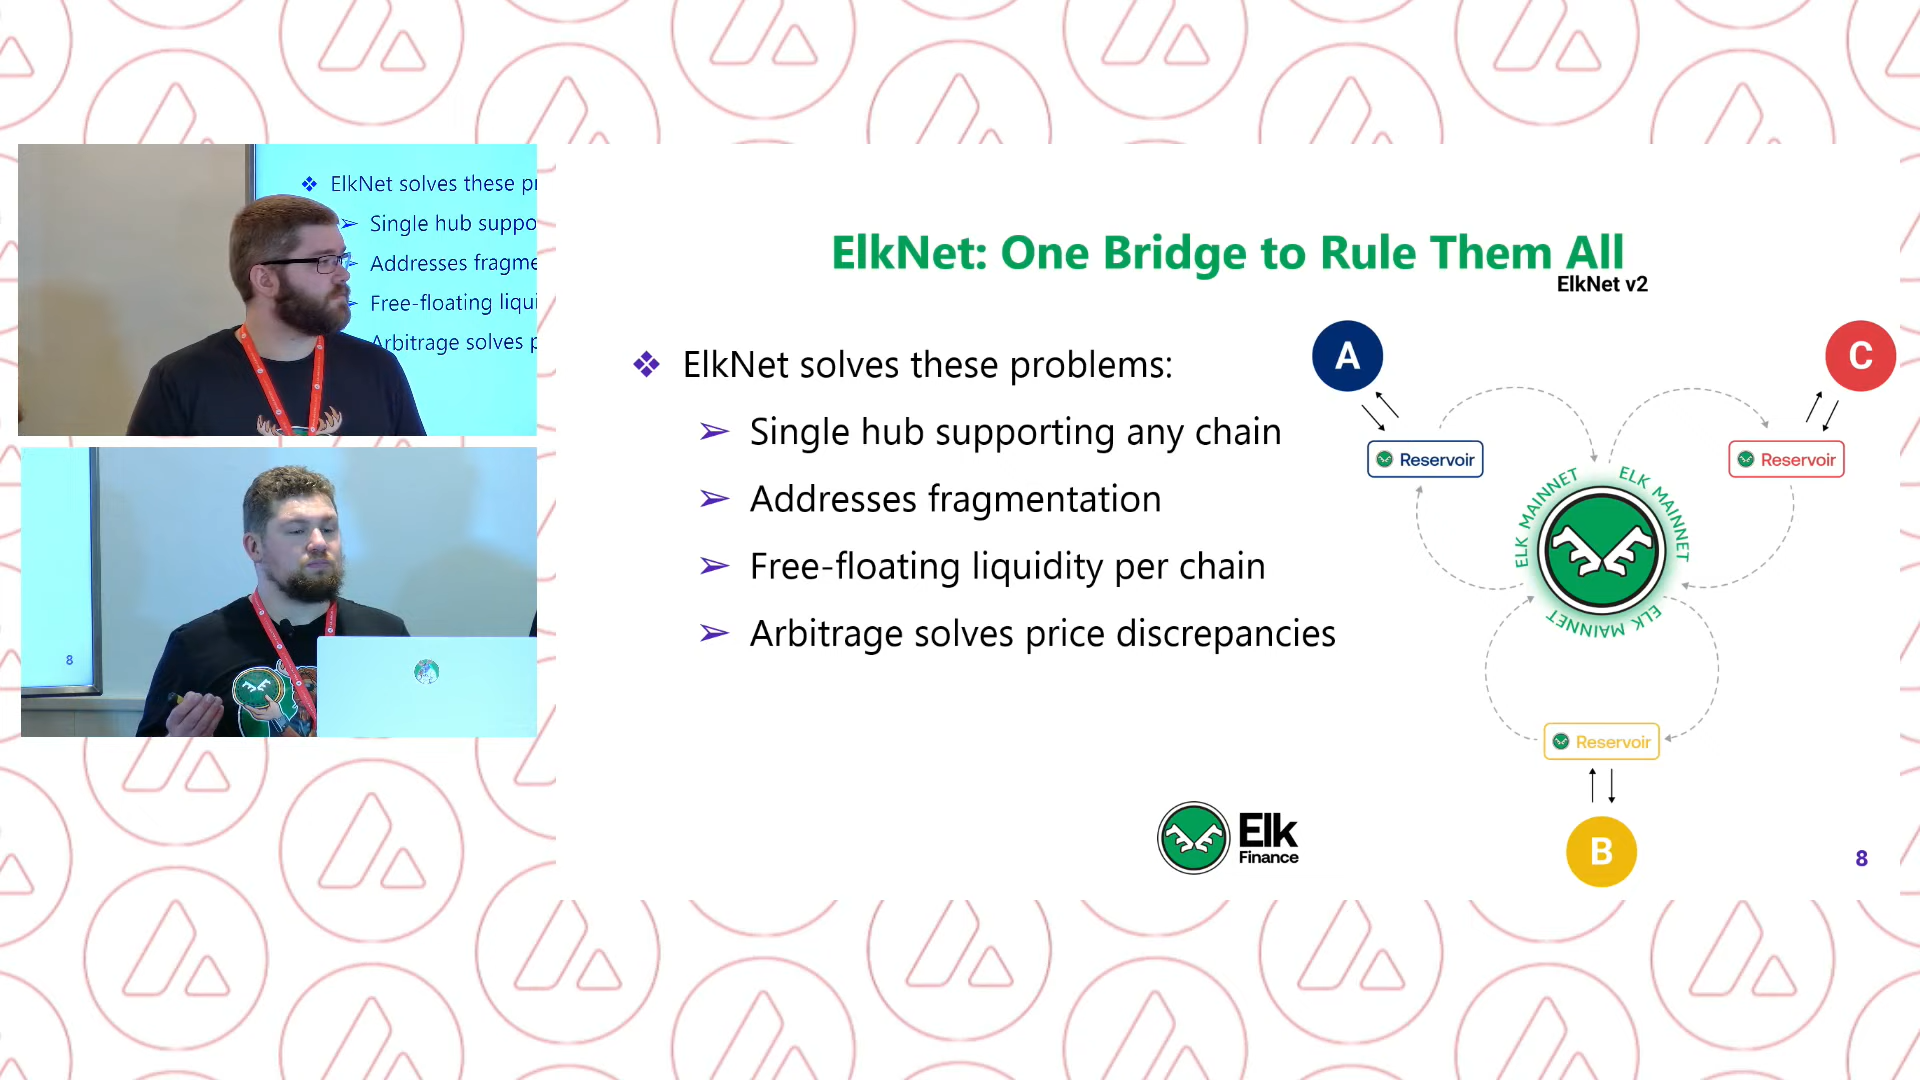 ElkNet solves these pr
Single hub suppo
Addresses fragme
Free-floating liqui
Arbitrage solves p
8
ElkNet: One Bridge to Rule Them All
ElkNet v2
ElkNet solves these problems:
Single hub supporting any chain
Addresses fragmentation
Free-floating liquidity per chain
Arbitrage solves price discrepancies
A
C
Reservoir
Reservoir
ELK MAINNET
ELK MAINNET
ELK MAINNET
Reservoir
B
Elk
Finance
8